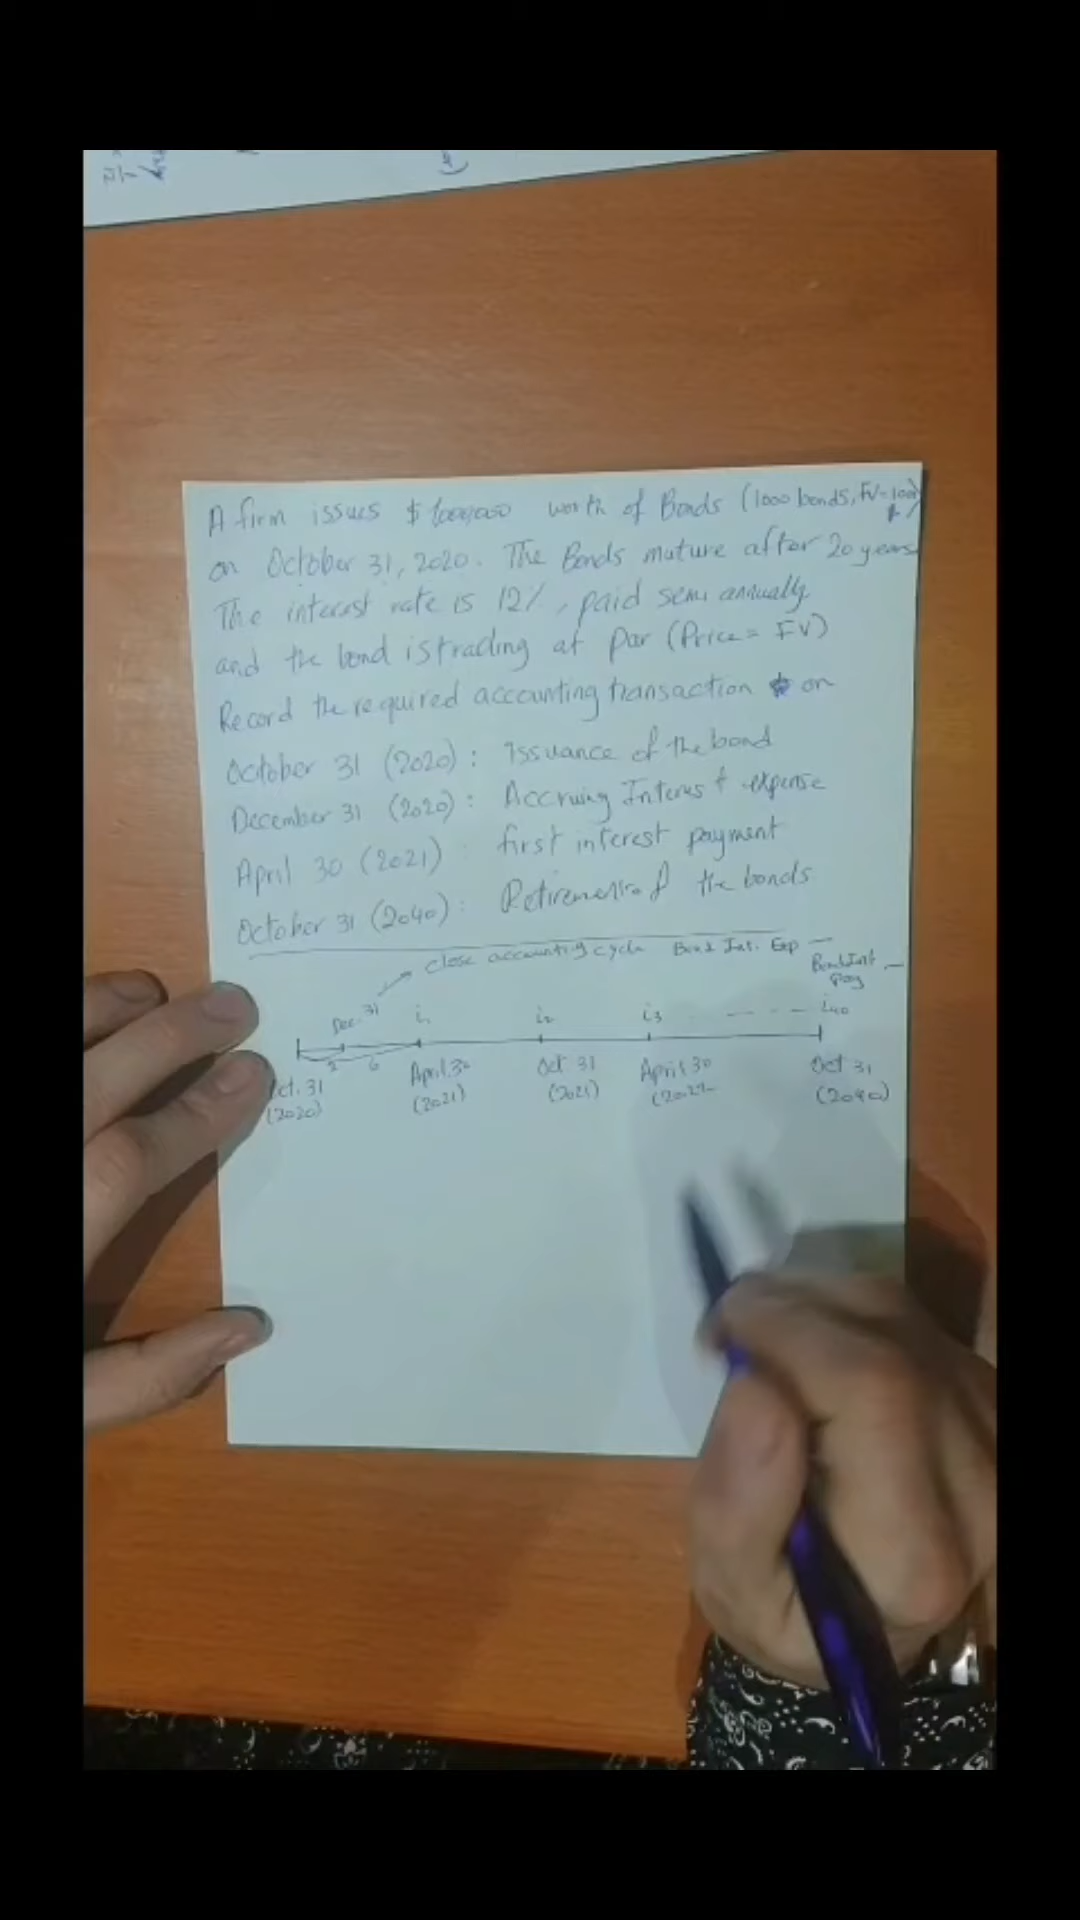 A firm issues $ worth of Bonds (1000 bonds, FV=
on October 31, 2020. The Bonds mature after 20 years.
The interest rate is 12%, paid semi annually
and the bond is trading at par (Price = FV)
Record the required accounting transaction on
October 31 (2020): Issuance of the bond
December 31 (2020): Accruing Interest expense
April 30 (2021): first interest payment
October 31 (2040): Retirement of the bonds
close accounting cycle Bond Int. Exp —
Bond Int Pay —
Dec. 31 i1 i2 i3 - - - - i40
2 6
Oct. 31 April 30 Oct 31 April 30 Oct 31
(2020) (2021) (2021) (2022 (2040)